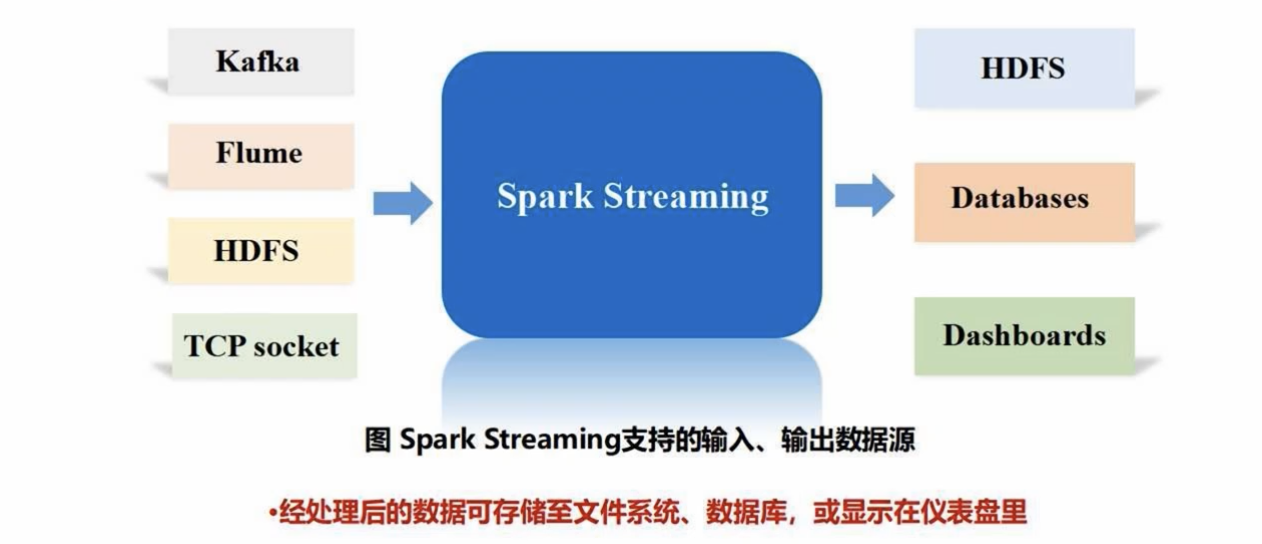 Kafka
Flume
HDFS
TCP socket
Spark Streaming
HDFS
Databases
Dashboards
图 Spark Streaming支持的输入、输出数据源
•经处理后的数据可存储至文件系统、数据库，或显示在仪表盘里